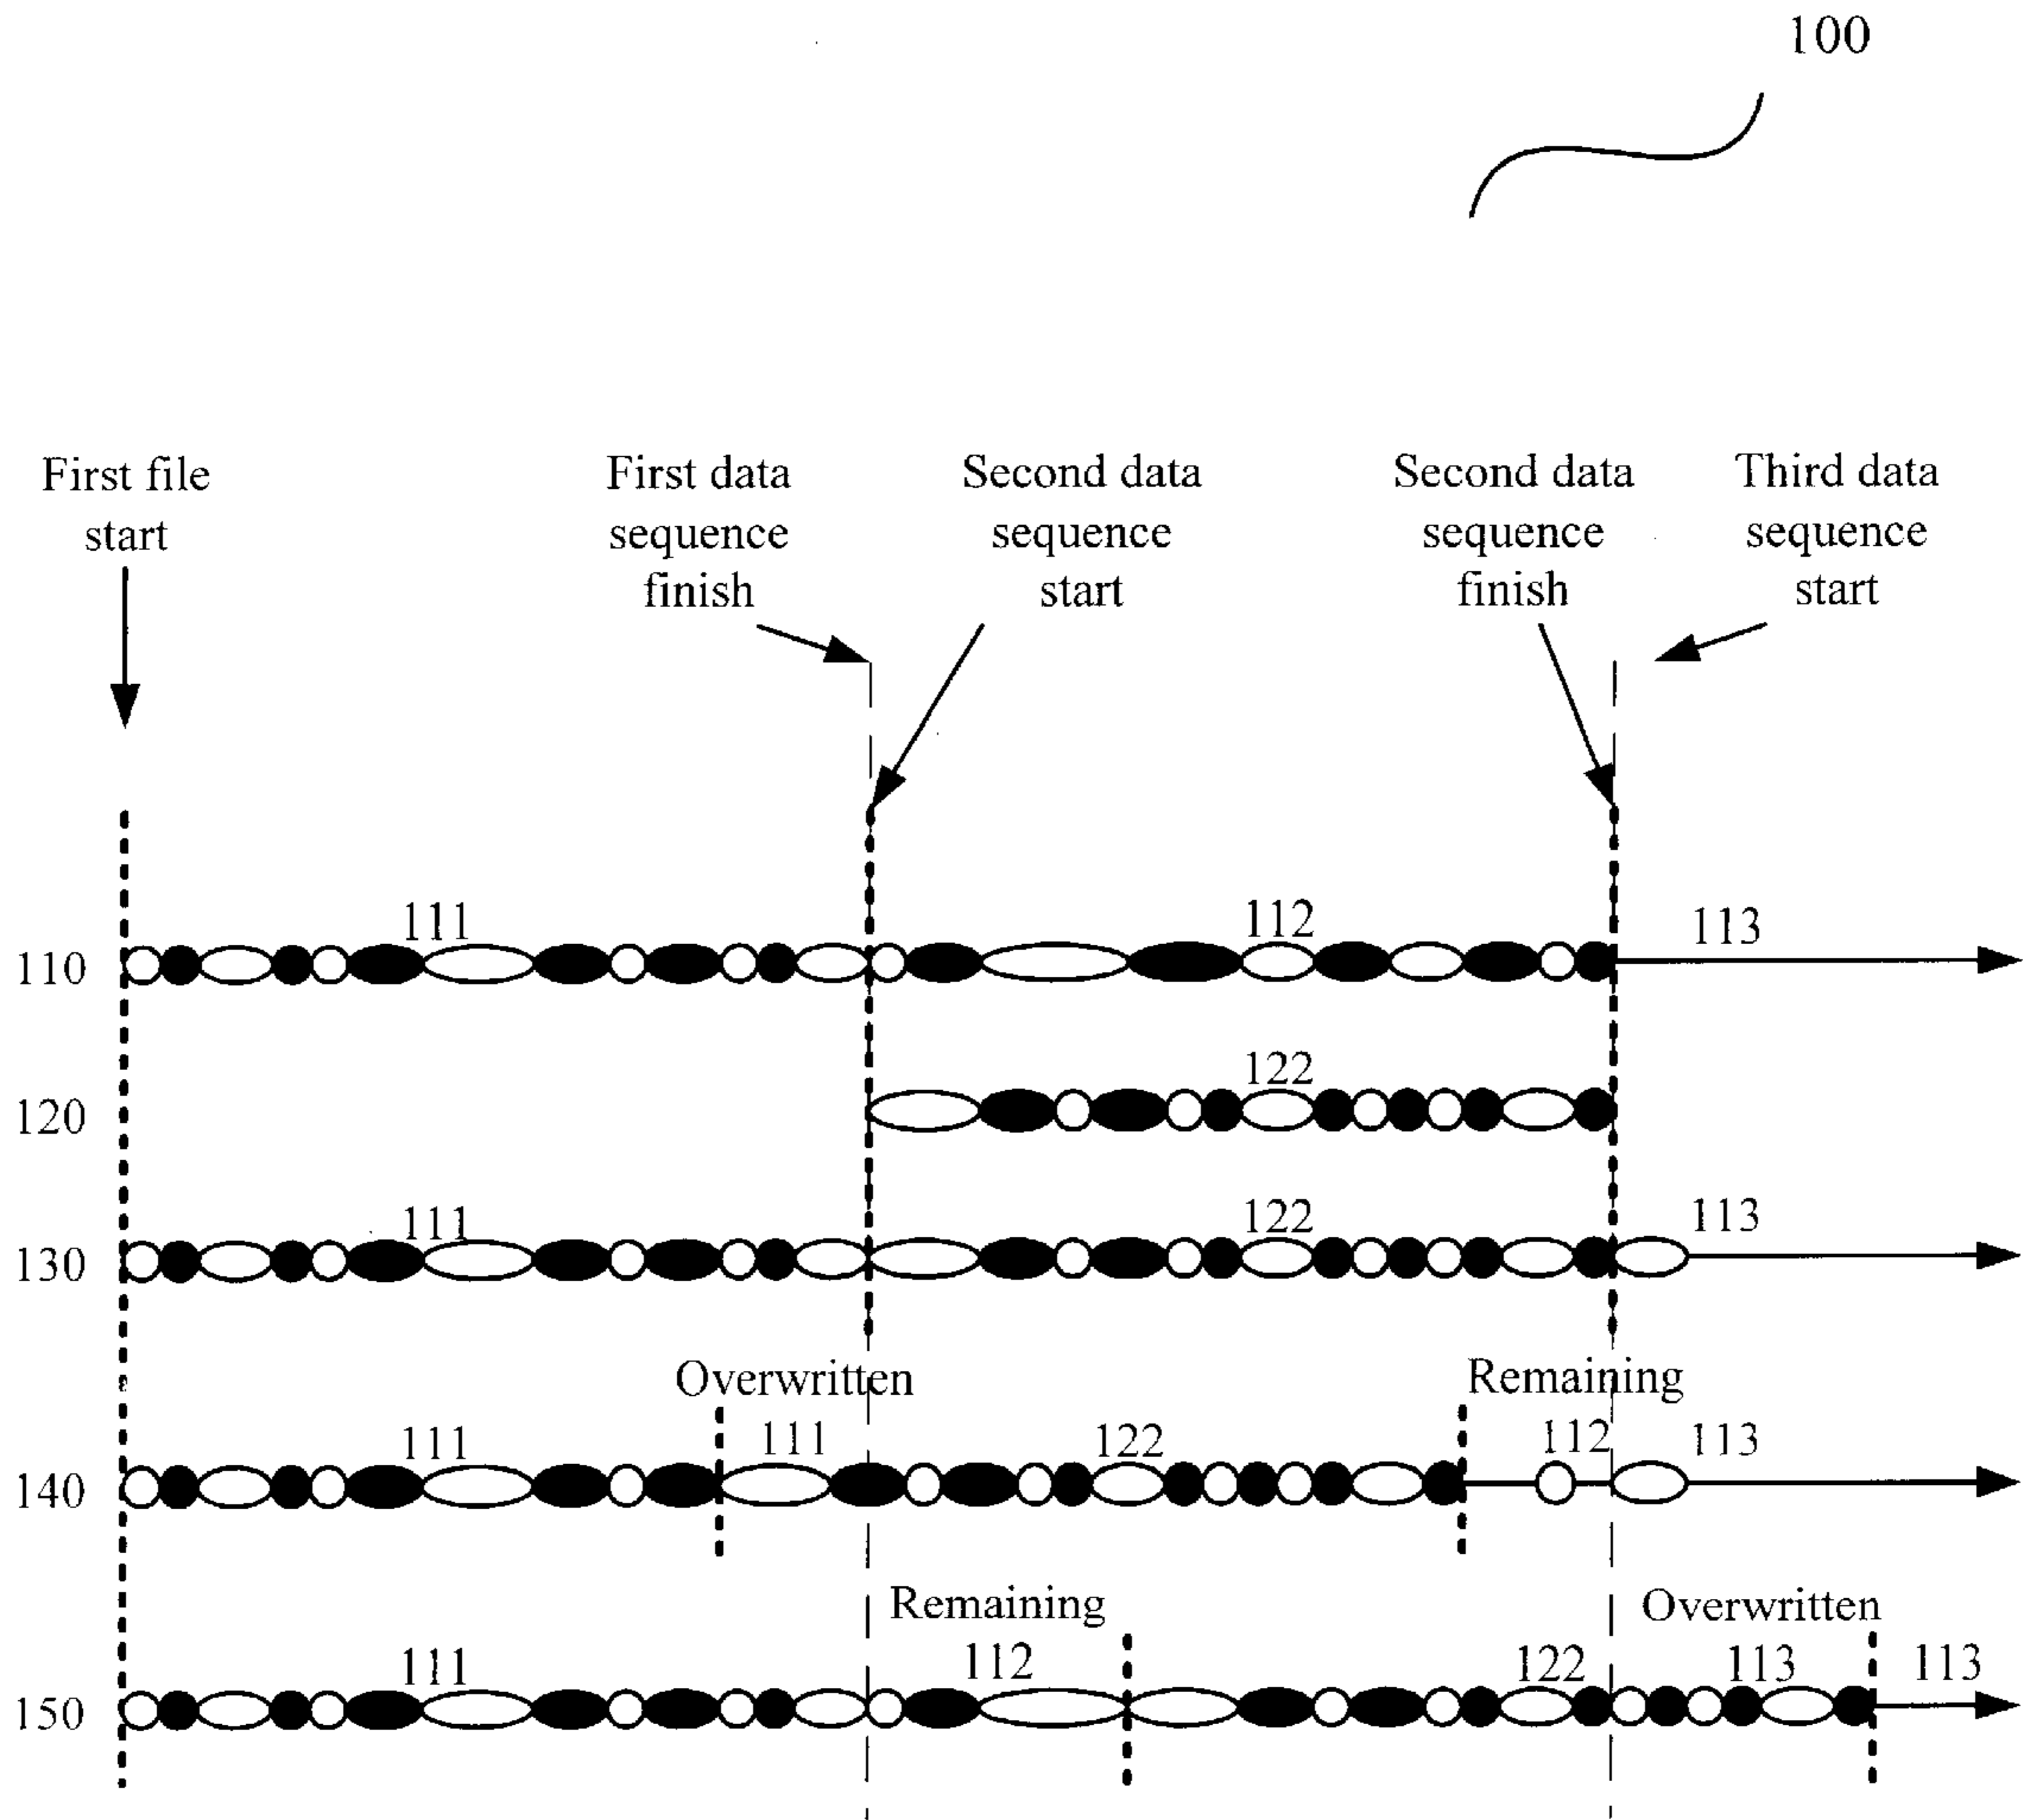 100
First file
start
First data
sequence
finish
Second data
sequence
start
Second data
sequence
finish
Third data
sequence
start
111
112
113
110
122
120
111
122
113
130
Overwritten
Remaining
111
111
122
112
113
140
Remaining
Overwritten
111
112
122
113
113
150